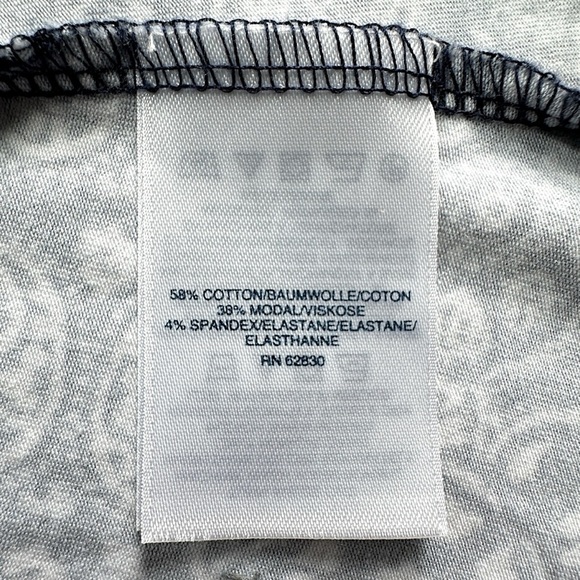 58% COTTON/BAUMWOLLE/COTON
38% MODAL/VISKOSE
4% SPANDEX/ELASTANE/ELASTANE/
ELASTHANNE
RN 62830